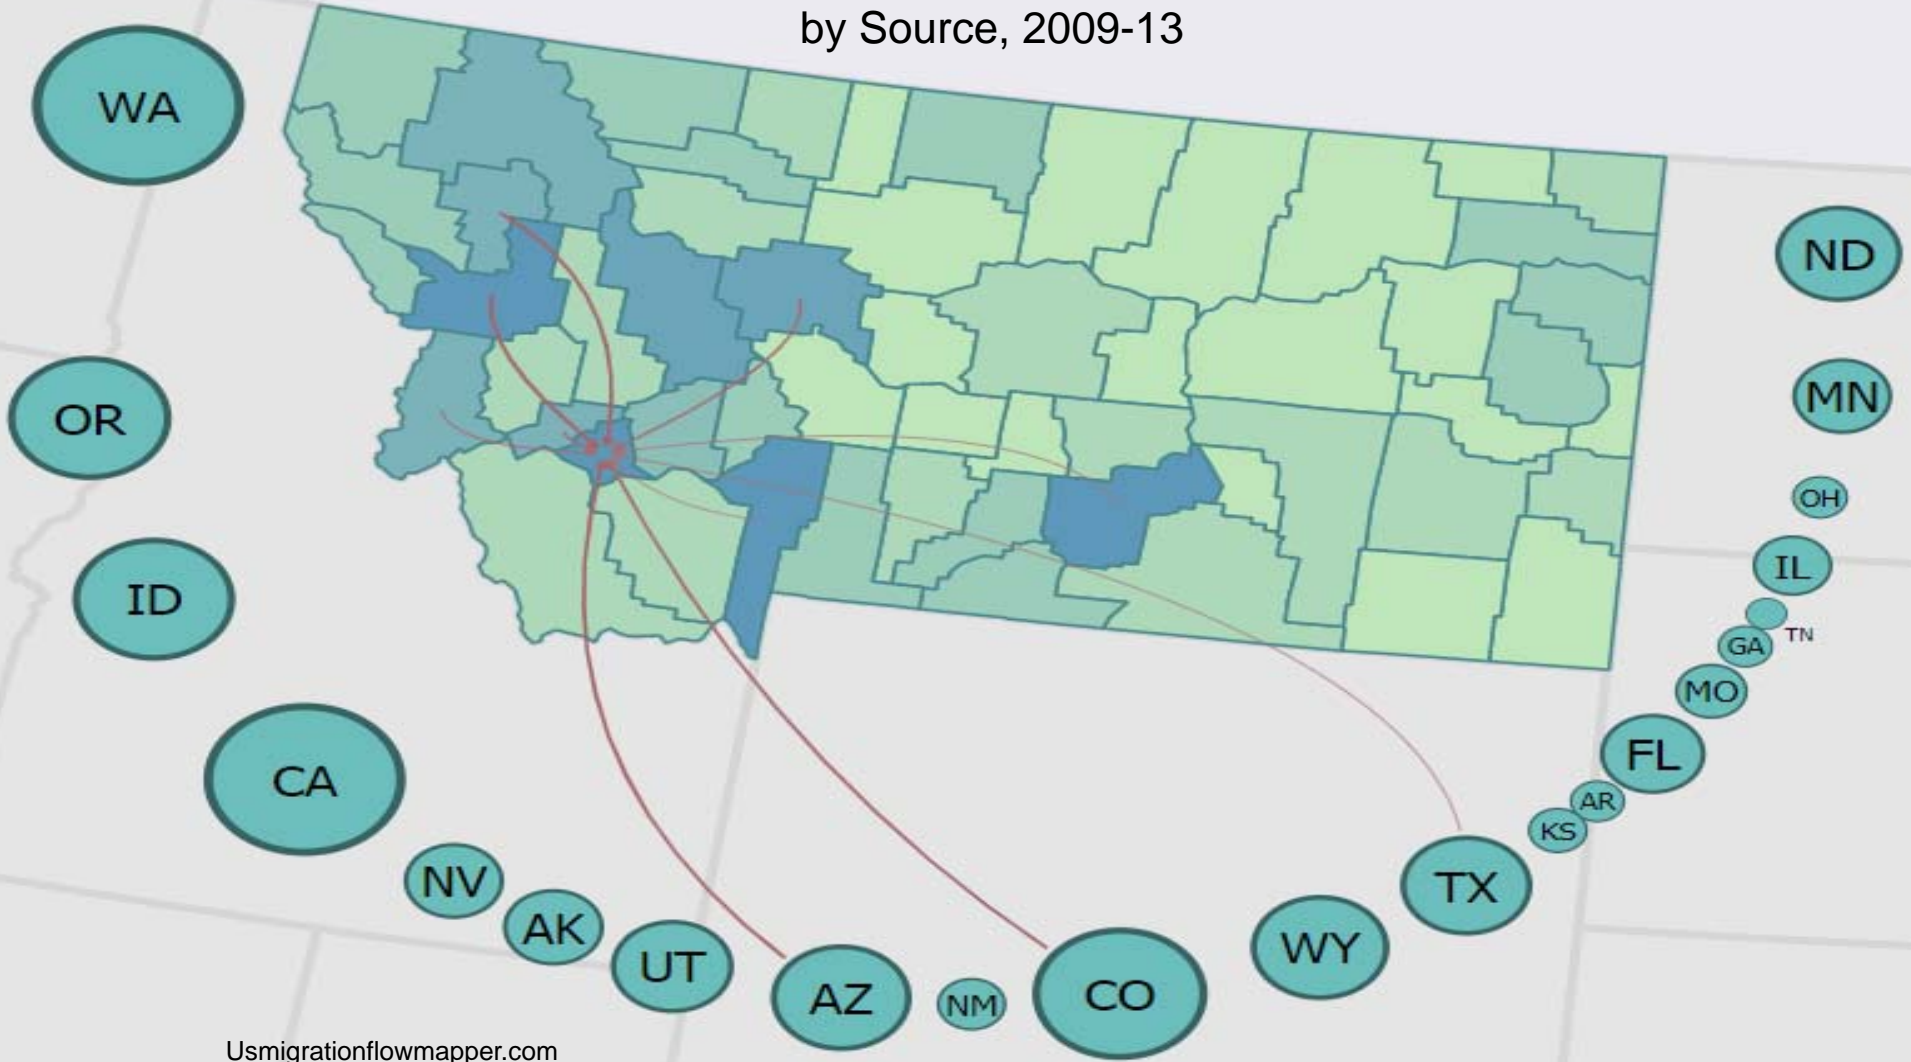 by Source, 2009-13
WA
OR
ID
CA
NV
AK
UT
AZ
NM
CO
WY
TX
KS
AR
FL
MO
GA
TN
IL
OH
MN
ND
Usmigrationflowmapper.com